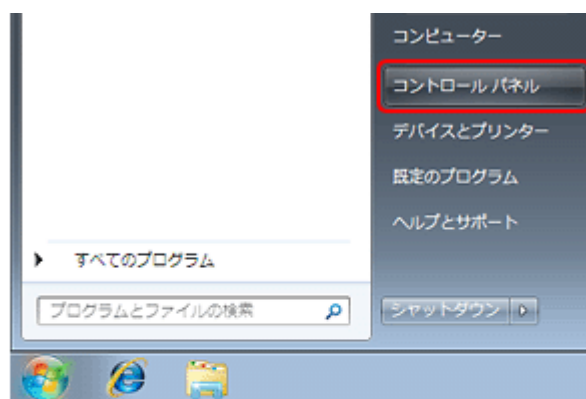 コンピューター
コントロール パネル
デバイスとプリンター
既定のプログラム
ヘルプとサポート
すべてのプログラム
プログラムとファイルの検索
シャットダウン